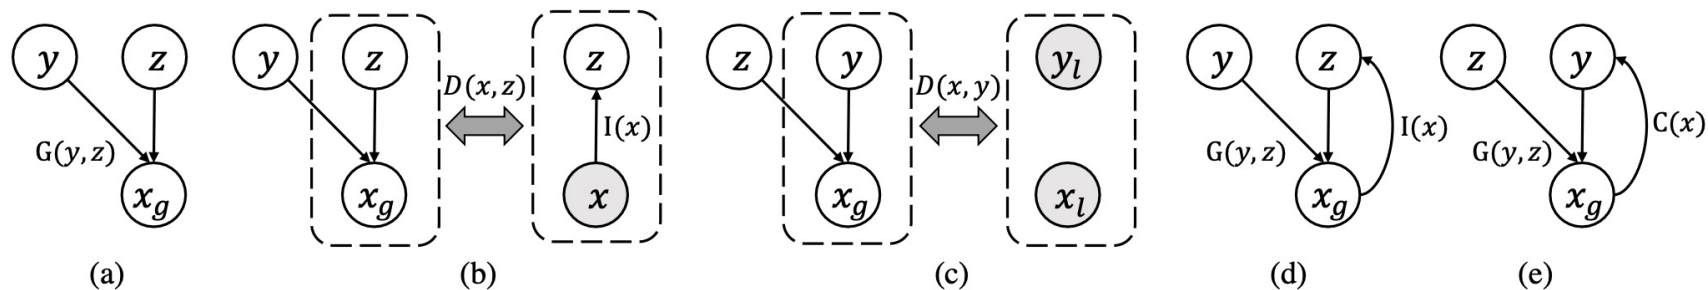 y z G(y, z) x_g
(a)
y z D(x, z) z I(x) x_g x
(b)
z y D(x, y) y_l G(y, z) x_g x_l
(c)
y z G(y, z) I(x) x_g
(d)
z y G(y, z) C(x) x_g
(e)